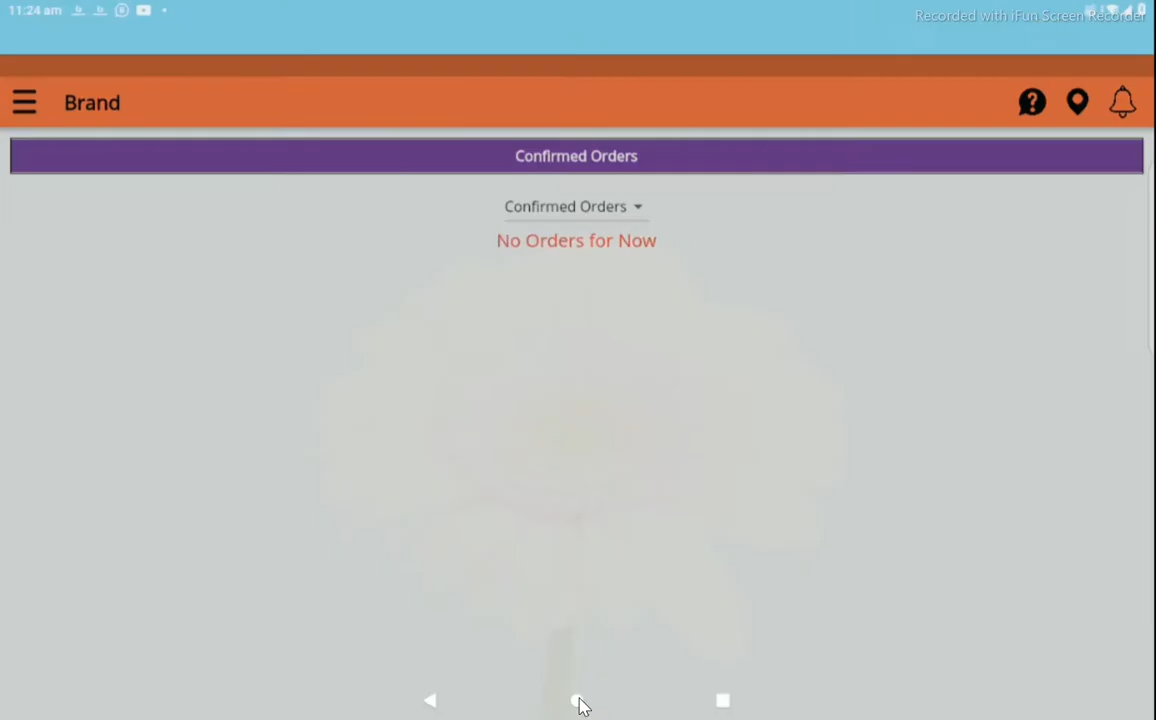 11:24 am
Recorded with iFun Screen Recorder
Brand
Confirmed Orders
Confirmed Orders
No Orders for Now